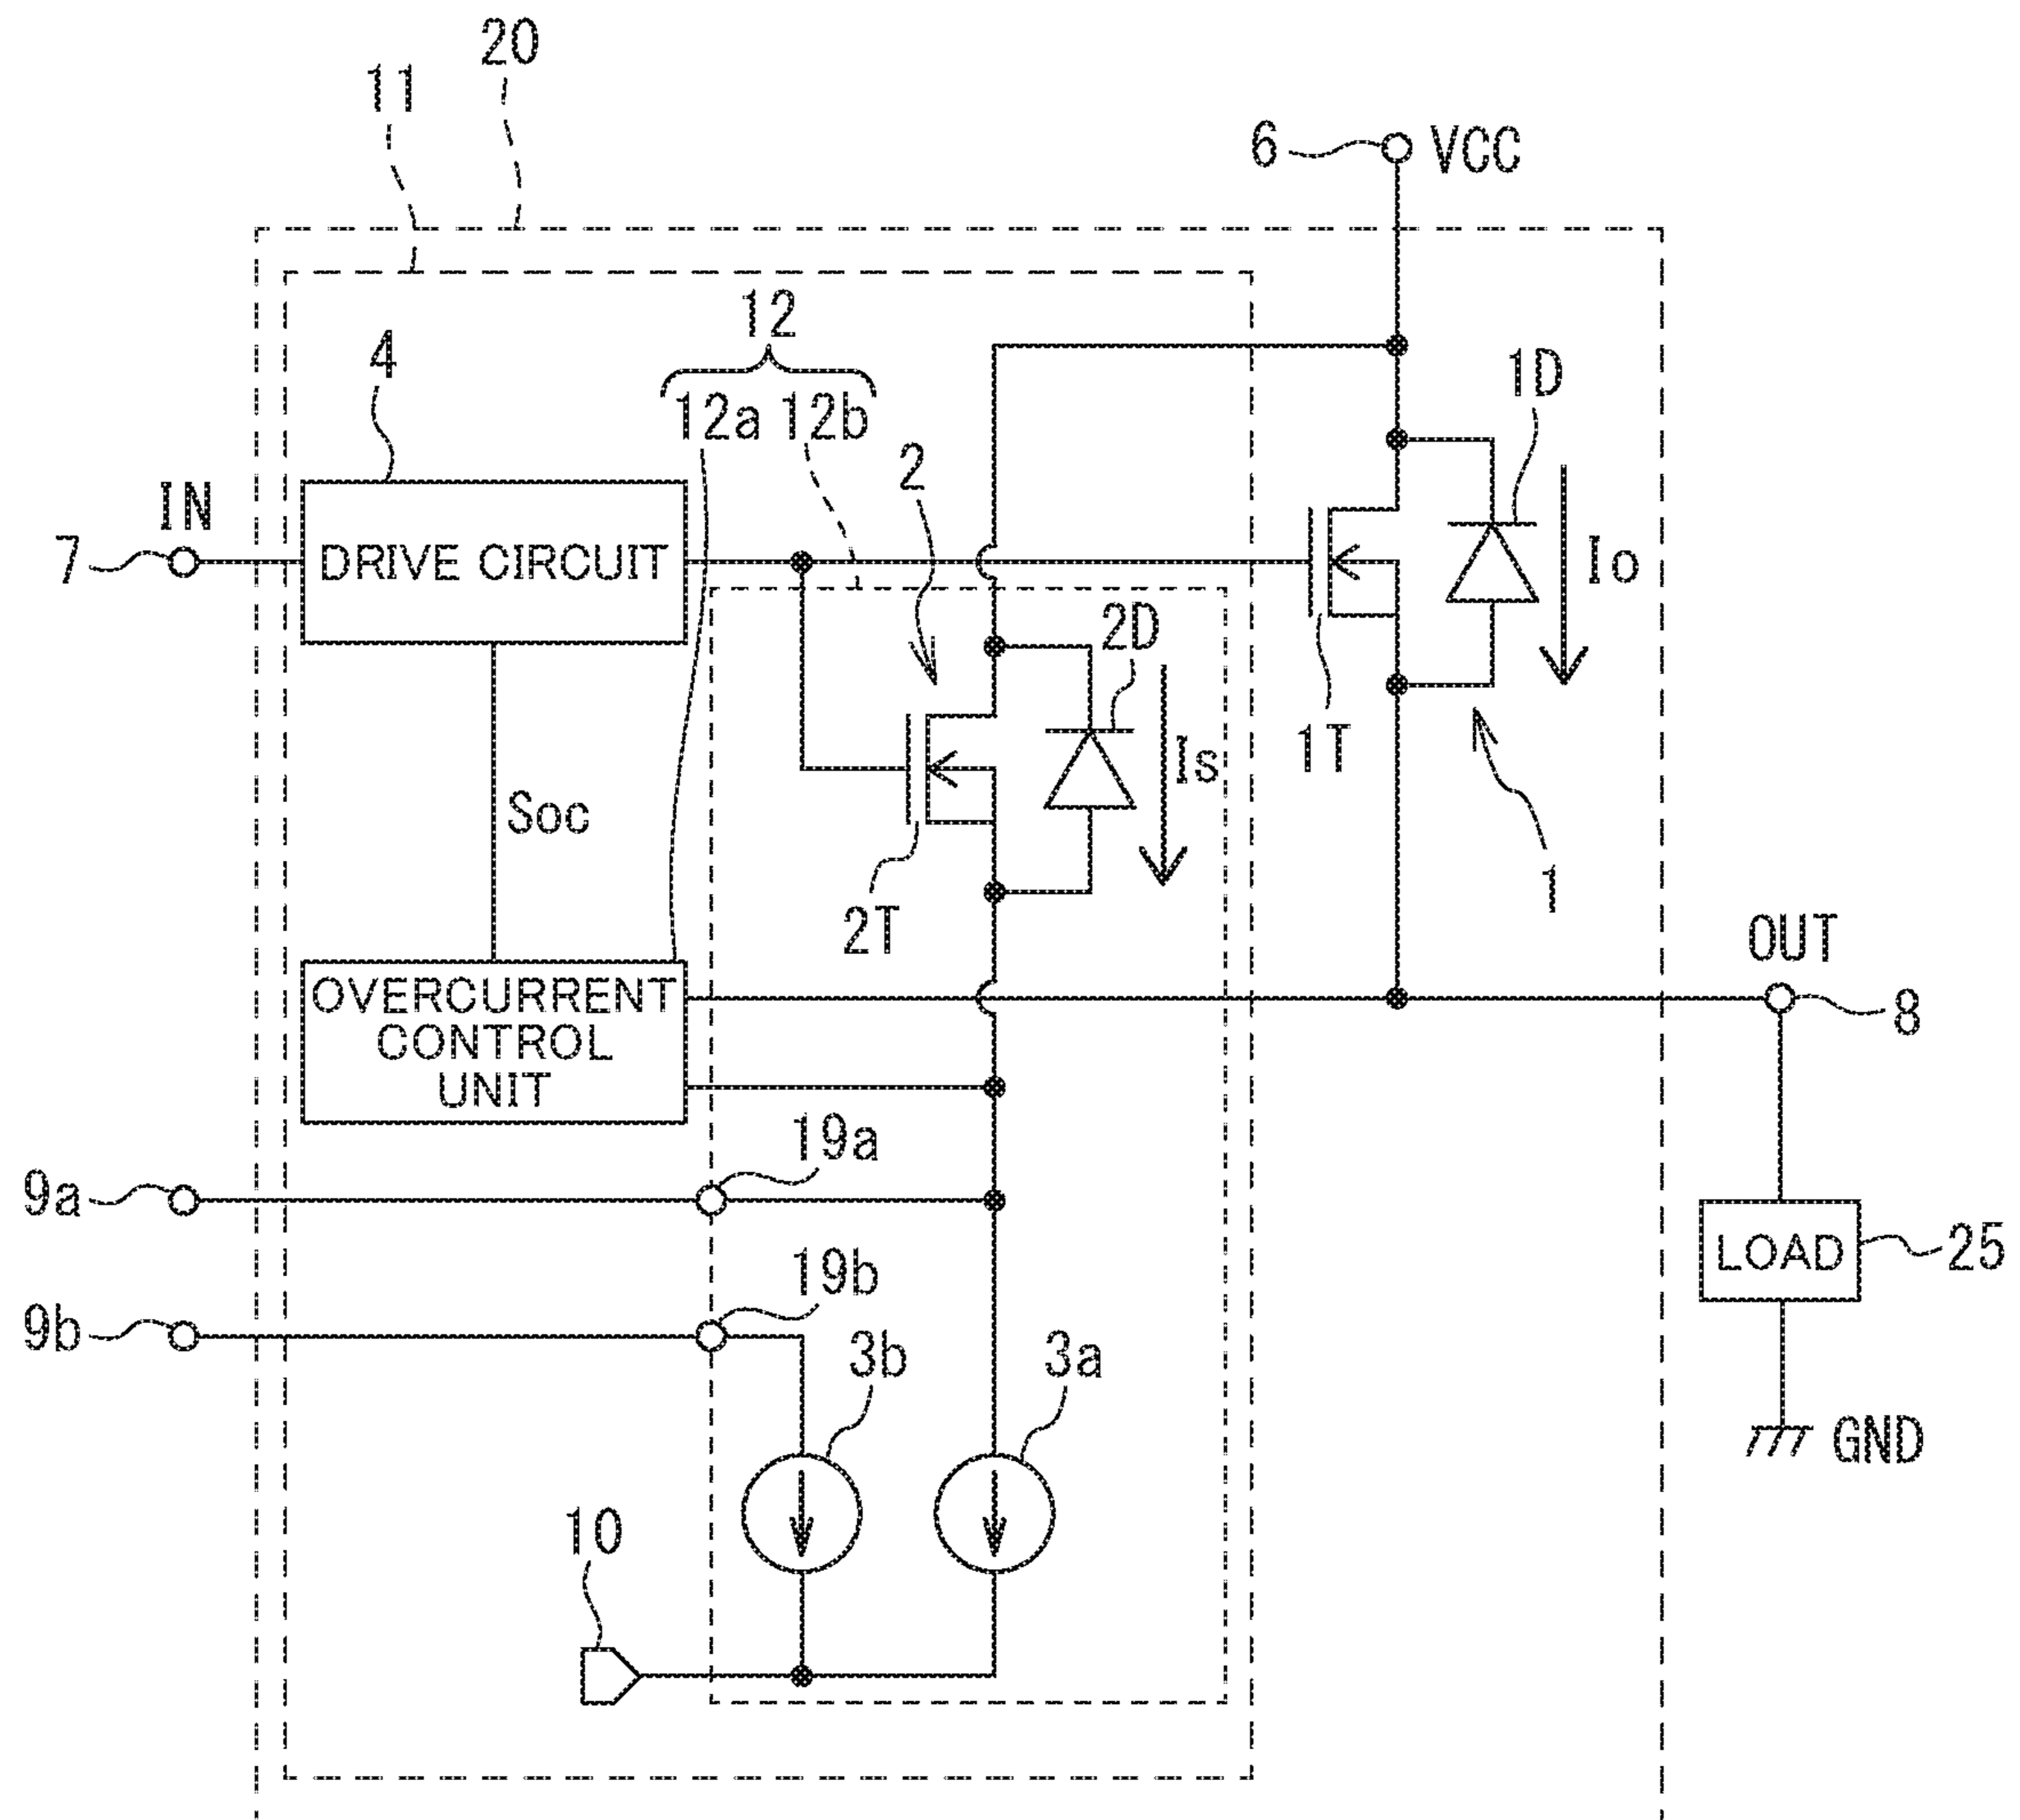 20
11
6
VCC
12
4
12a 12b
1D
2
IN
7
DRIVE CIRCUIT
Io
2D
1T
Is
Soc
1
2T
OUT
OVERCURRENT
CONTROL
UNIT
8
19a
9a
LOAD
25
19b
9b
3b
3a
GND
10